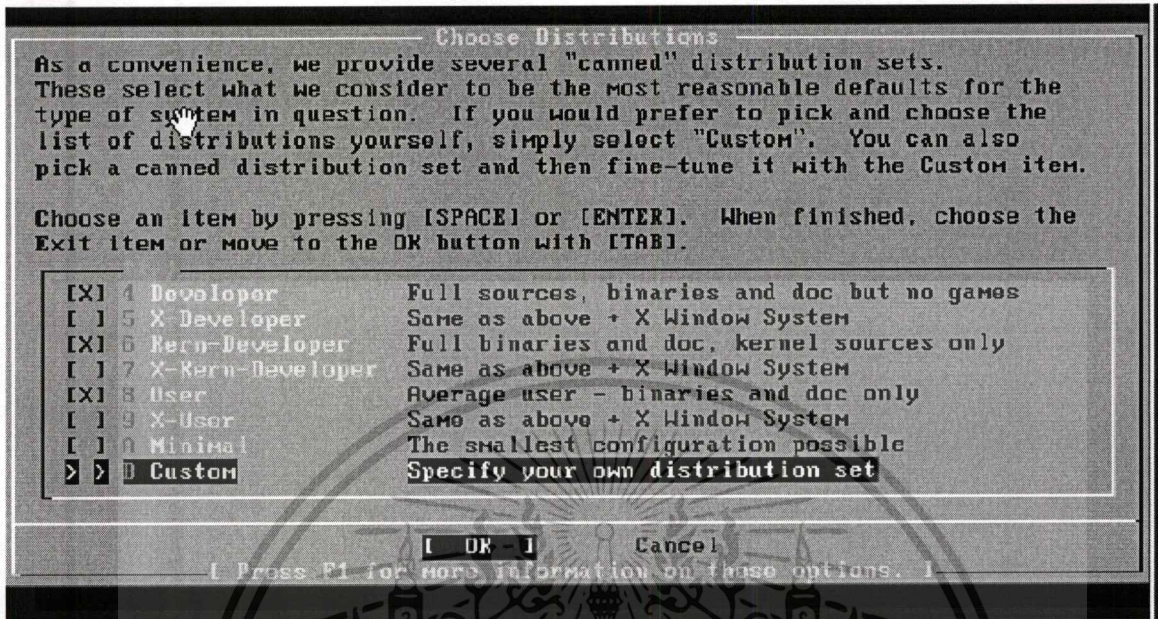 Choose Distributions
As a convenience, we provide several "canned" distribution sets.
These select what we consider to be the most reasonable defaults for the
type of system in question.  If you would prefer to pick and choose the
list of distributions yourself, simply select "Custom".  You can also
pick a canned distribution set and then fine-tune it with the Custom item.
Choose an item by pressing [SPACE] or [ENTER].  When finished, choose the
Exit item or move to the OK button with [TAB].
[X] 4 Developer Full sources, binaries and doc but no games
[ ] 5 X-Developer Same as above + X Window System
[X] 6 Kern-Developer Full binaries and doc, kernel sources only
[ ] 7 X-Kern-Developer Same as above + X Window System
[X] 8 User Average user - binaries and doc only
[ ] 9 X-User Same as above + X Window System
[ ] A Minimal The smallest configuration possible
> > D Custom Specify your own distribution set
[ OK ] Cancel
[ Press F1 for more information on these options. ]